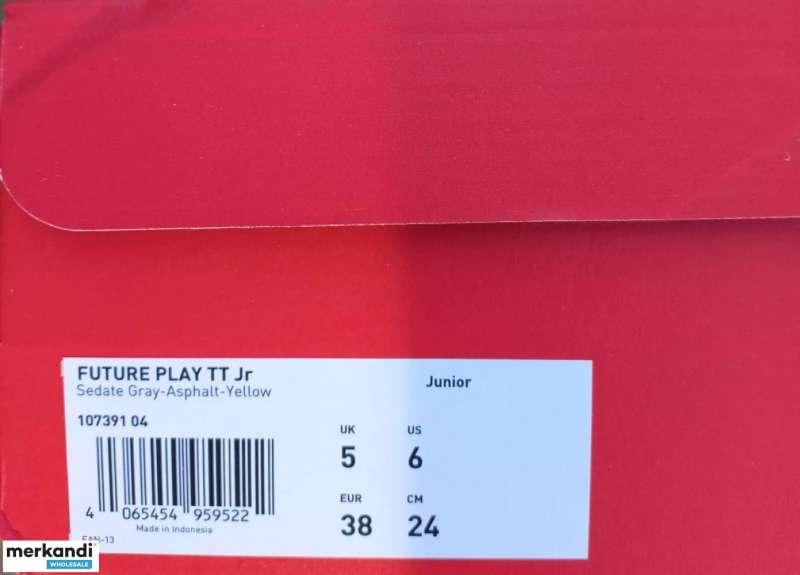 FUTURE PLAY TT Jr
Sedate Gray-Asphalt-Yellow
Junior
107391 04
UK US
5 6
EUR CM
38 24
4 065454 959522
Made in Indonesia
EAN-13
merkandi
WHOLESALE